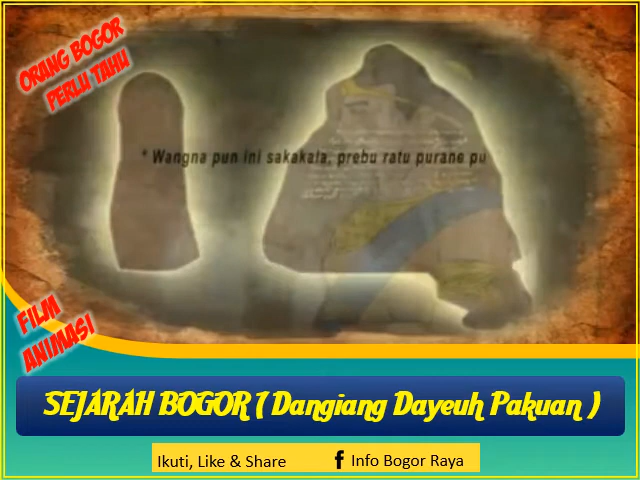 ORANG BOGOR
PERLU TAHU
* Wangna pun ini sakakala, prebu ratu purane pu
FILM
ANIMASI
SEJARAH BOGOR ( Dangiang Dayeuh Pakuan )
Ikuti, Like & Share
f Info Bogor Raya